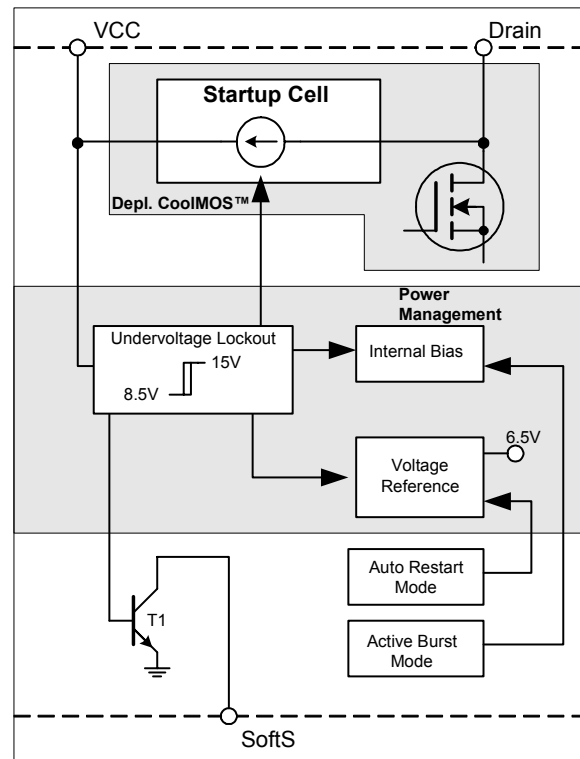 VCC
Drain
Startup Cell
Depl. CoolMOS™
Power
Management
Undervoltage Lockout
15V
8.5V
Internal Bias
6.5V
Voltage
Reference
Auto Restart
Mode
T1
Active Burst
Mode
SoftS